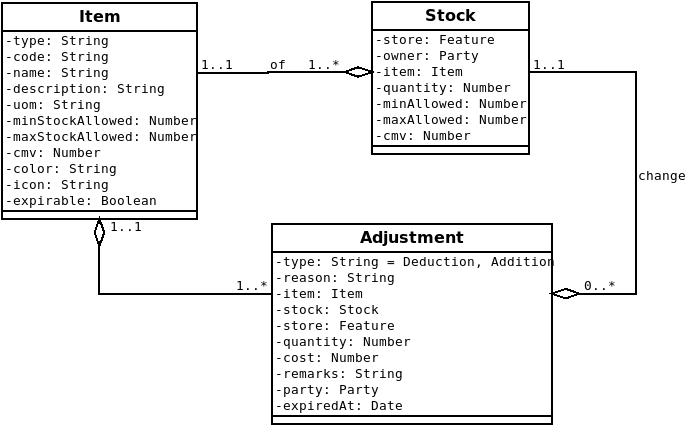 Item
-type: String
-code: String
-name: String
-description: String
-uom: String
-minStockAllowed: Number
-maxStockAllowed: Number
-cmv: Number
-color: String
-icon: String
-expirable: Boolean
1..1
of
1..*
Stock
-store: Feature
-owner: Party
-item: Item
-quantity: Number
-minAllowed: Number
-maxAllowed: Number
-cmv: Number
1..1
change
1..1
1..*
Adjustment
-type: String = Deduction, Addition
-reason: String
-item: Item
-stock: Stock
-store: Feature
-quantity: Number
-cost: Number
-remarks: String
-party: Party
-expiredAt: Date
0..*